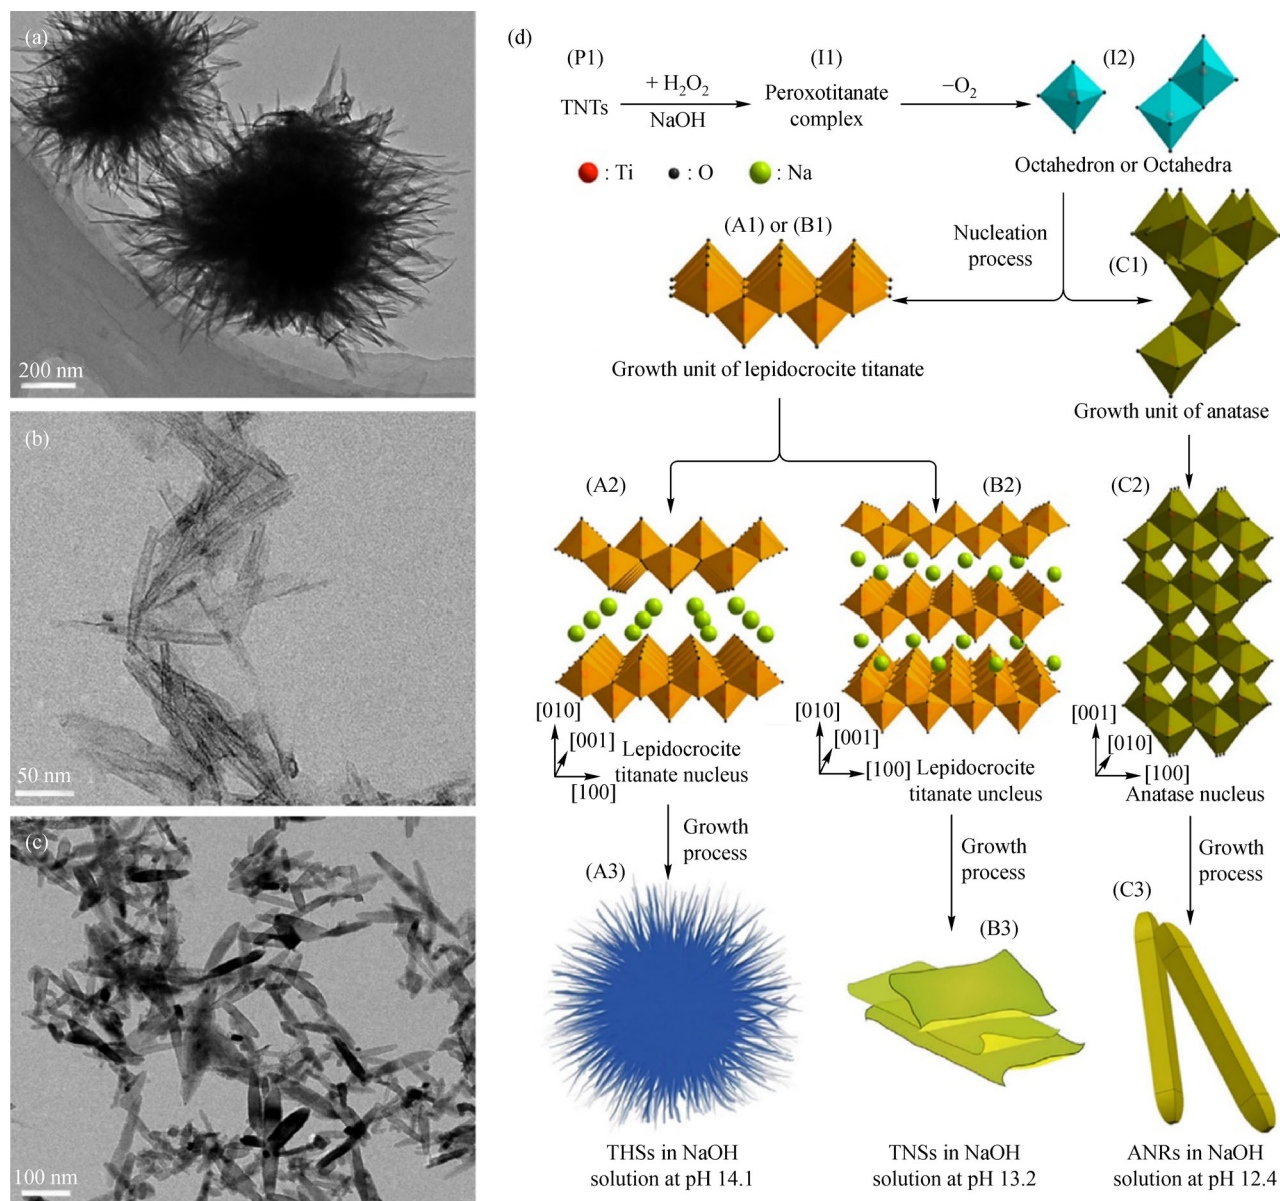 (a)
200 nm
(b)
50 nm
(c)
100 nm
(d)
(P1)
TNTs
+ H₂O₂
NaOH
(I1)
Peroxotitanate
complex
−O₂
(I2)
Octahedron or Octahedra
: Ti
: O
: Na
(A1) or (B1)
Nucleation
process
(C1)
Growth unit of lepidocrocite titanate
Growth unit of anatase
(A2)
(B2)
(C2)
[010]
[001]
[100]
Lepidocrocite
titanate nucleus
[010]
[001]
[100]
Lepidocrocite
titanate uncleus
[001]
[010]
[100]
Anatase nucleus
Growth
process
Growth
process
Growth
process
(A3)
(B3)
(C3)
THSs in NaOH
solution at pH 14.1
TNSs in NaOH
solution at pH 13.2
ANRs in NaOH
solution at pH 12.4